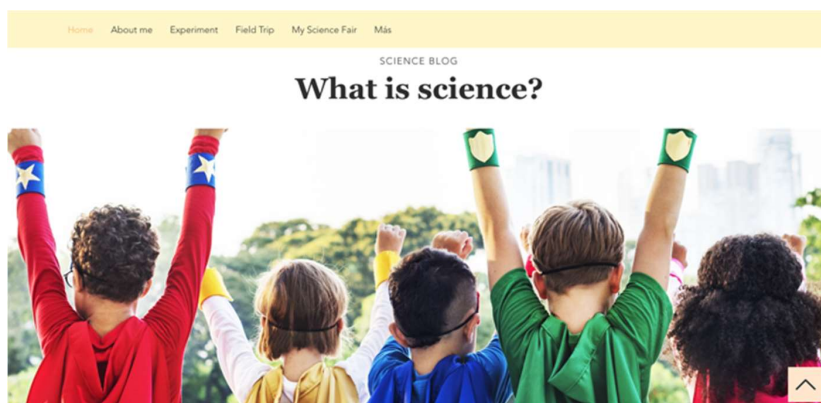 Home About me Experiment Field Trip My Science Fair Más
SCIENCE BLOG
What is science?